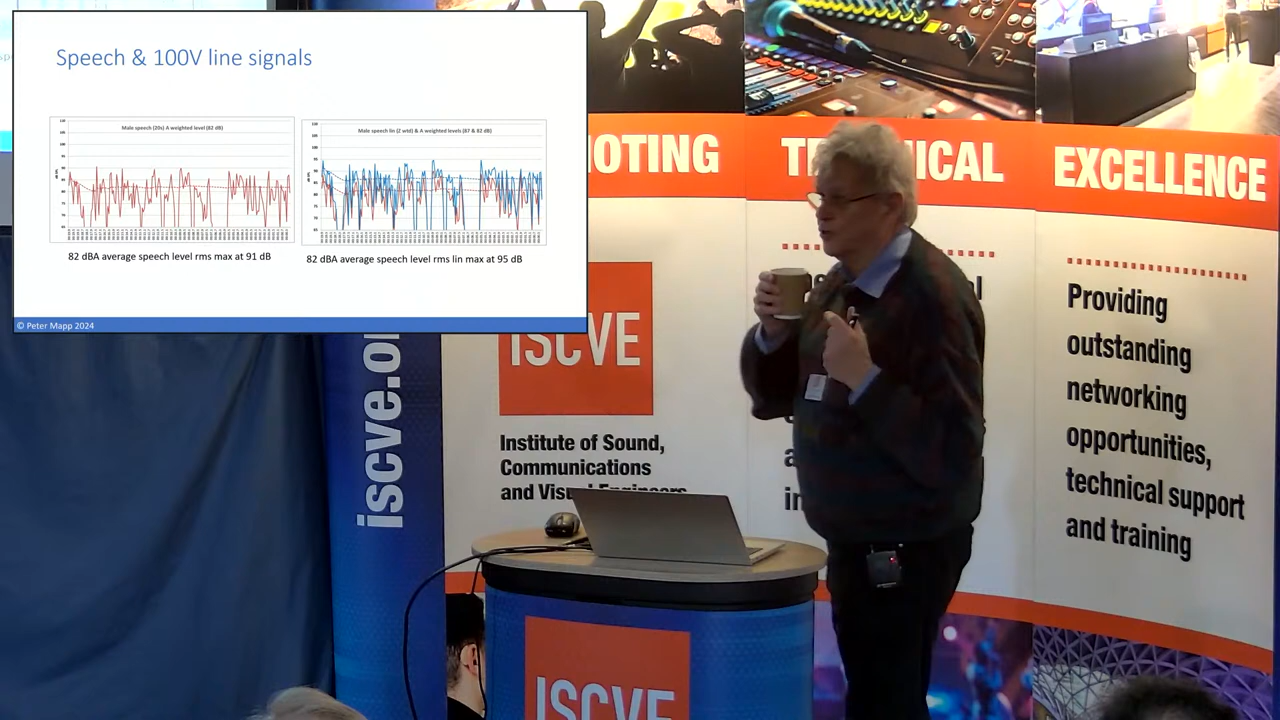 Speech & 100V line signals
Male speech (20s) A weighted level (82 dB)
Male speech lin (Z wtd) & A weighted levels (87 & 82 dB)
82 dBA average speech level rms max at 91 dB
82 dBA average speech level rms lin max at 95 dB
© Peter Mapp 2024
OTING
EXCELLENCE
Providing
outstanding
networking
opportunities,
technical support
and training
ISCVE
Institute of Sound,
Communications
and Visual Engineers
iscve.or
ISCVE